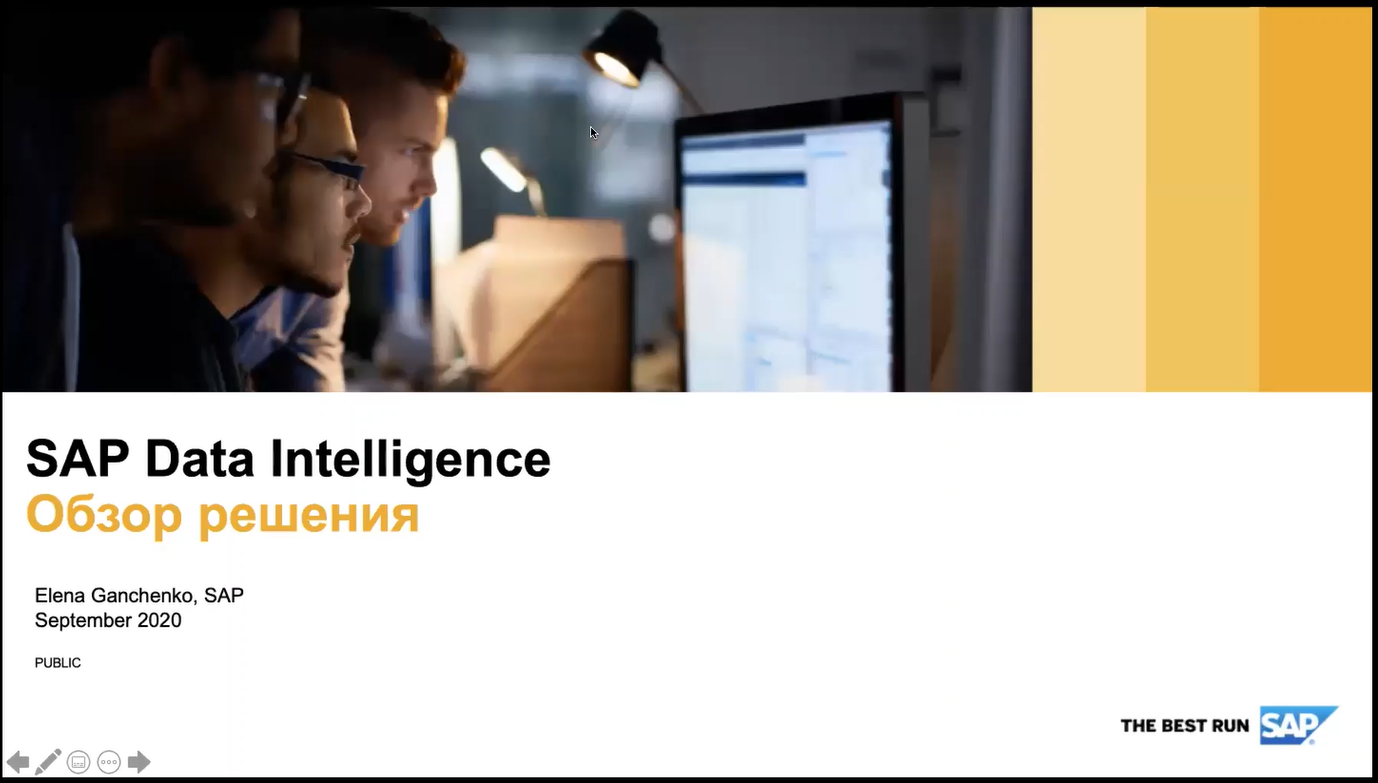 SAP Data Intelligence
Обзор решения
Elena Ganchenko, SAP
September 2020
PUBLIC
THE BEST RUN SAP